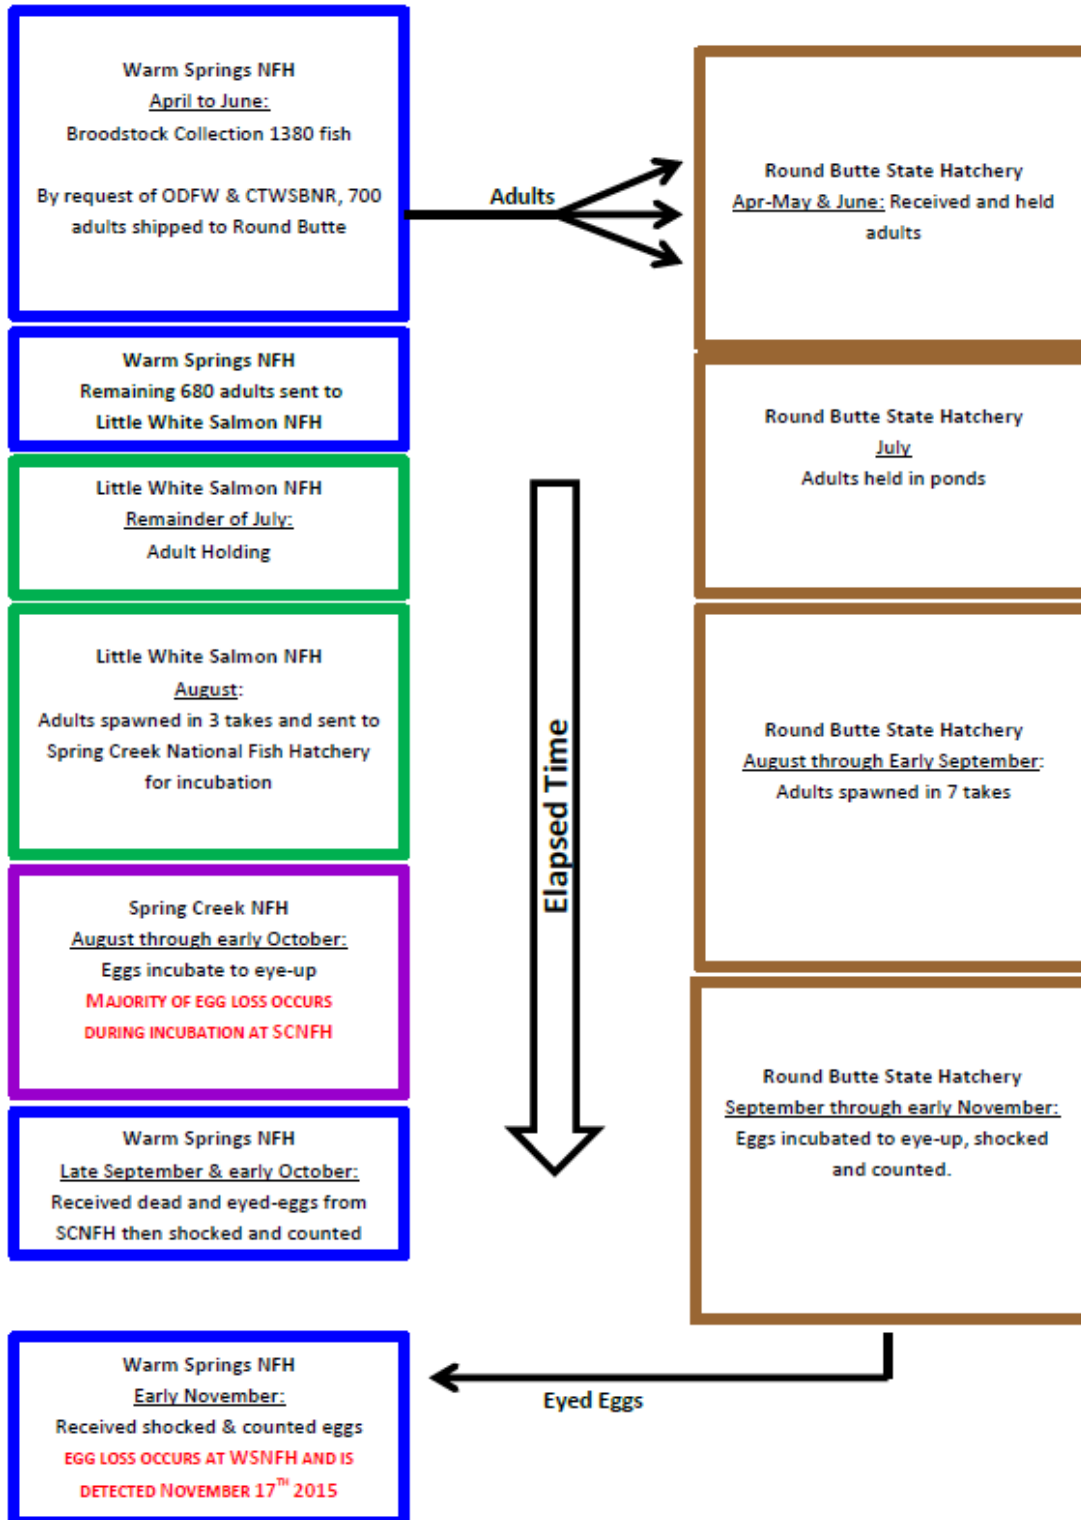 Warm Springs NFH
April to June:
Broodstock Collection 1380 fish
By request of ODFW & CTWSBNR, 700
adults shipped to Round Butte
Adults
Round Butte State Hatchery
Apr-May & June: Received and held
adults
Warm Springs NFH
Remaining 680 adults sent to
Little White Salmon NFH
Round Butte State Hatchery
July
Adults held in ponds
Little White Salmon NFH
Remainder of July:
Adult Holding
Little White Salmon NFH
August:
Adults spawned in 3 takes and sent to
Spring Creek National Fish Hatchery
for incubation
Elapsed Time
Round Butte State Hatchery
August through Early September:
Adults spawned in 7 takes
Spring Creek NFH
August through early October:
Eggs incubate to eye-up
MAJORITY OF EGG LOSS OCCURS
DURING INCUBATION AT SCNFH
Round Butte State Hatchery
September through early November:
Eggs incubated to eye-up, shocked
and counted.
Warm Springs NFH
Late September & early October:
Received dead and eyed-eggs from
SCNFH then shocked and counted
Warm Springs NFH
Early November:
Received shocked & counted eggs
EGG LOSS OCCURS AT WSNFH AND IS
DETECTED NOVEMBER 17TH 2015
Eyed Eggs